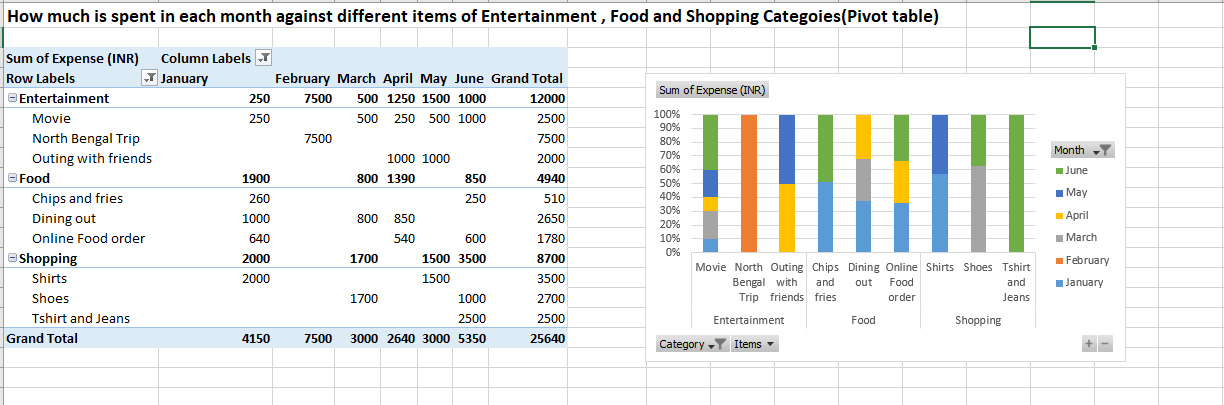 How much is spent in each month against different items of Entertainment , Food and Shopping Categoies(Pivot table)
Sum of Expense (INR) Column Labels
Row Labels January February March April May June Grand Total
Entertainment 250 7500 500 1250 1500 1000 12000
Movie 250 500 250 500 1000 2500
North Bengal Trip 7500 7500
Outing with friends 1000 1000 2000
Food 1900 800 1390 850 4940
Chips and fries 260 250 510
Dining out 1000 800 850 2650
Online Food order 640 540 600 1780
Shopping 2000 1700 1500 3500 8700
Shirts 2000 1500 3500
Shoes 1700 1000 2700
Tshirt and Jeans 2500 2500
Grand Total 4150 7500 3000 2640 3000 5350 25640
Sum of Expense (INR)
100%
90%
80%
70%
60%
50%
40%
30%
20%
10%
0%
Movie North Outing Chips Dining Online Shirts Shoes Tshirt
Bengal with and out Food and
Trip friends fries order Jeans
Entertainment Food Shopping
Category Items
Month
June
May
April
March
February
January